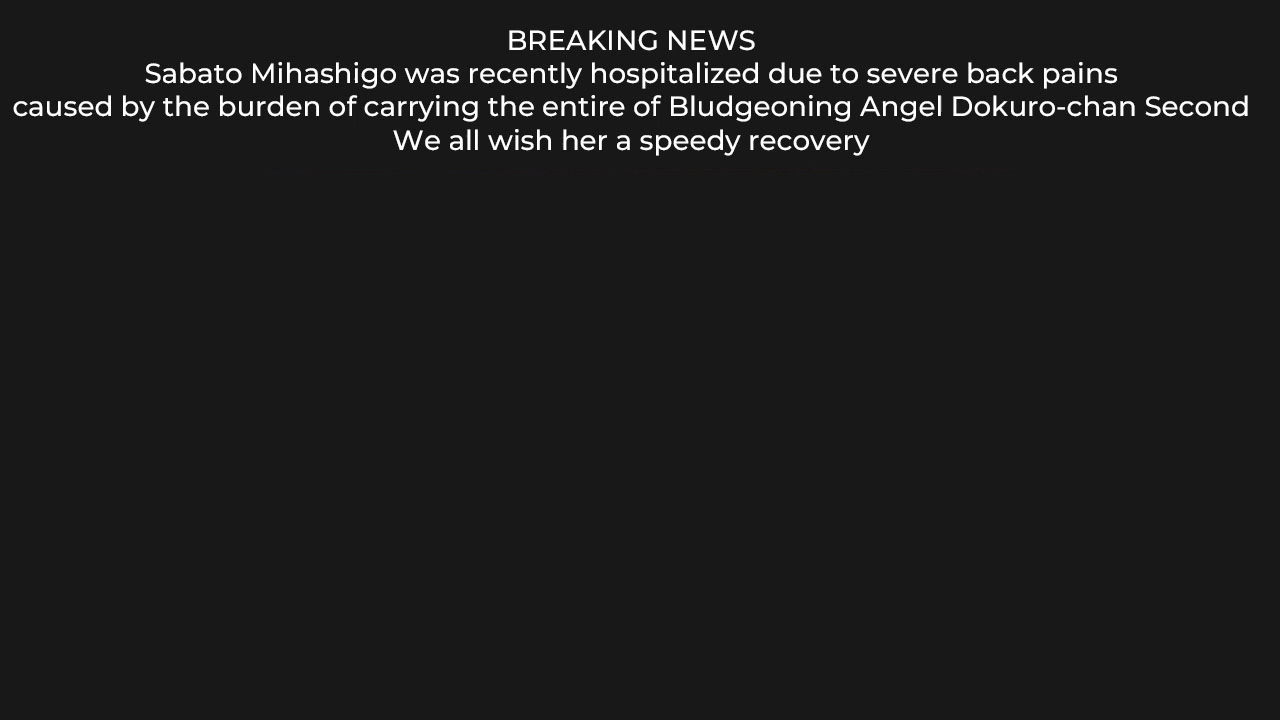 BREAKING NEWS
Sabato Mihashigo was recently hospitalized due to severe back pains
caused by the burden of carrying the entire of Bludgeoning Angel Dokuro-chan Second
We all wish her a speedy recovery